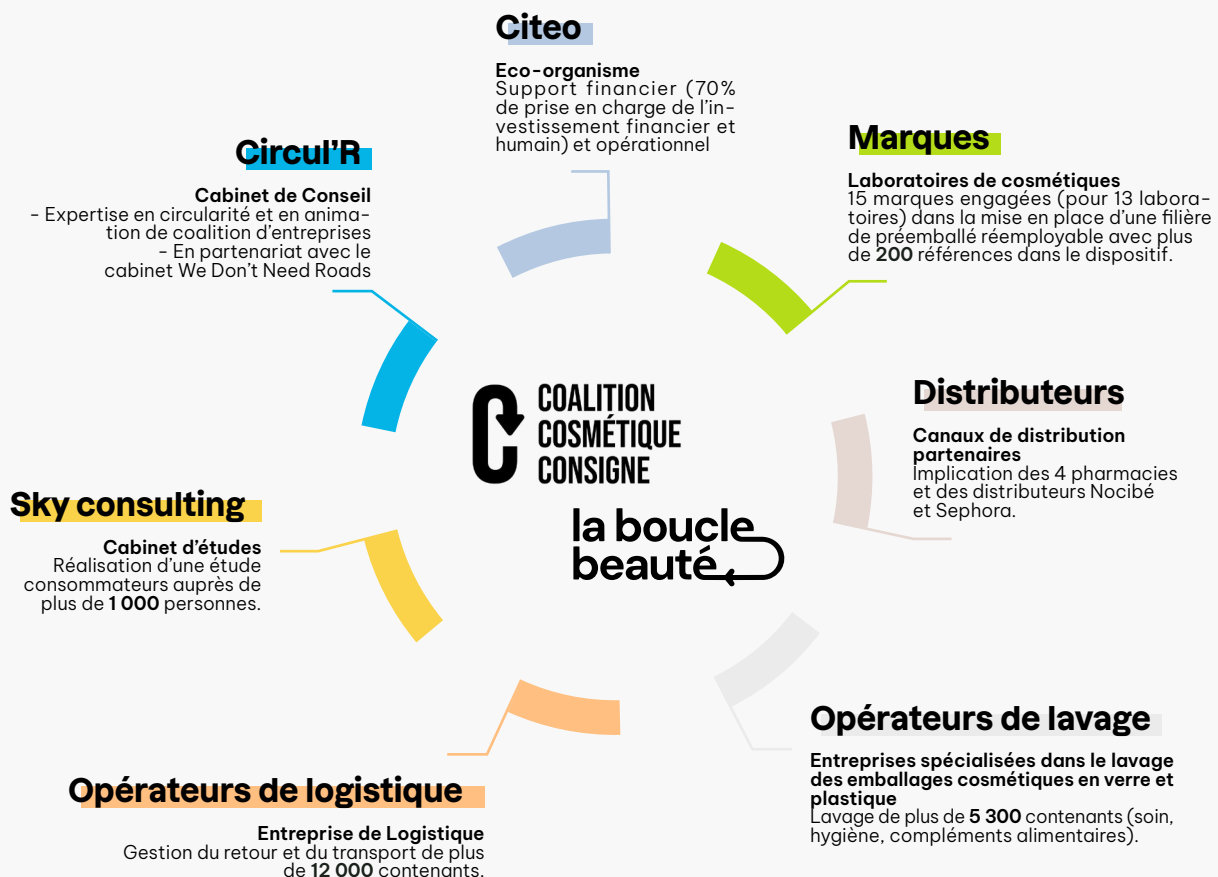 Citeo
Eco-organisme
Support financier (70%
de prise en charge de l’in-
vestissement financier et
humain) et opérationnel
Marques
Laboratoires de cosmétiques
15 marques engagées (pour 13 labora-
toires) dans la mise en place d’une filière
de préemballé réemployable avec plus
de 200 références dans le dispositif.
Circul’R
Cabinet de Conseil
- Expertise en circularité et en anima-
tion de coalition d’entreprises
- En partenariat avec le
cabinet We Don’t Need Roads
COALITION
COSMÉTIQUE
CONSIGNE
la boucle
beauté
Distributeurs
Canaux de distribution
partenaires
Implication des 4 pharmacies
et des distributeurs Nocibé
et Sephora.
Sky consulting
Cabinet d’études
Réalisation d’une étude
consommateurs auprès de
plus de 1 000 personnes.
Opérateurs de lavage
Entreprises spécialisées dans le lavage
des emballages cosmétiques en verre et
plastique
Lavage de plus de 5 300 contenants (soin,
hygiène, compléments alimentaires).
Opérateurs de logistique
Entreprise de Logistique
Gestion du retour et du transport de plus
de 12 000 contenants.